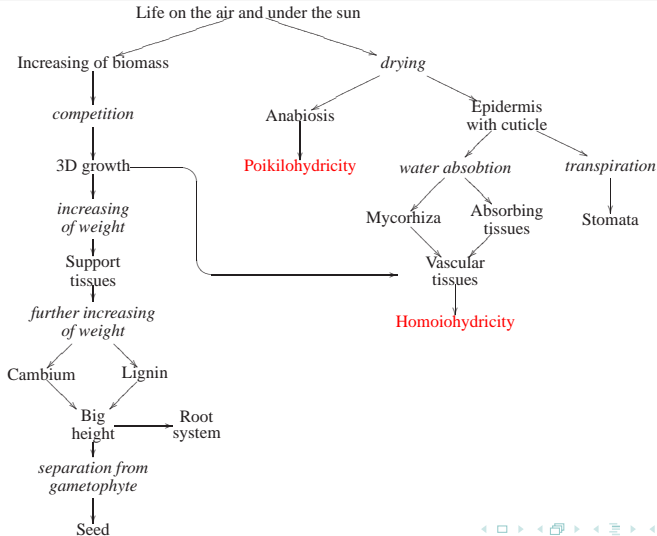 Life on the air and under the sun
Increasing of biomass
drying
competition
Anabiosis
Epidermis
with cuticle
3D growth
Poikilohydricity
water absobtion
transpiration
increasing
of weight
Mycorhiza
Absorbing
tissues
Stomata
Support
tissues
Vascular
tissues
further increasing
of weight
Homoiohydricity
Cambium
Lignin
Big
height
Root
system
separation from
gametophyte
Seed